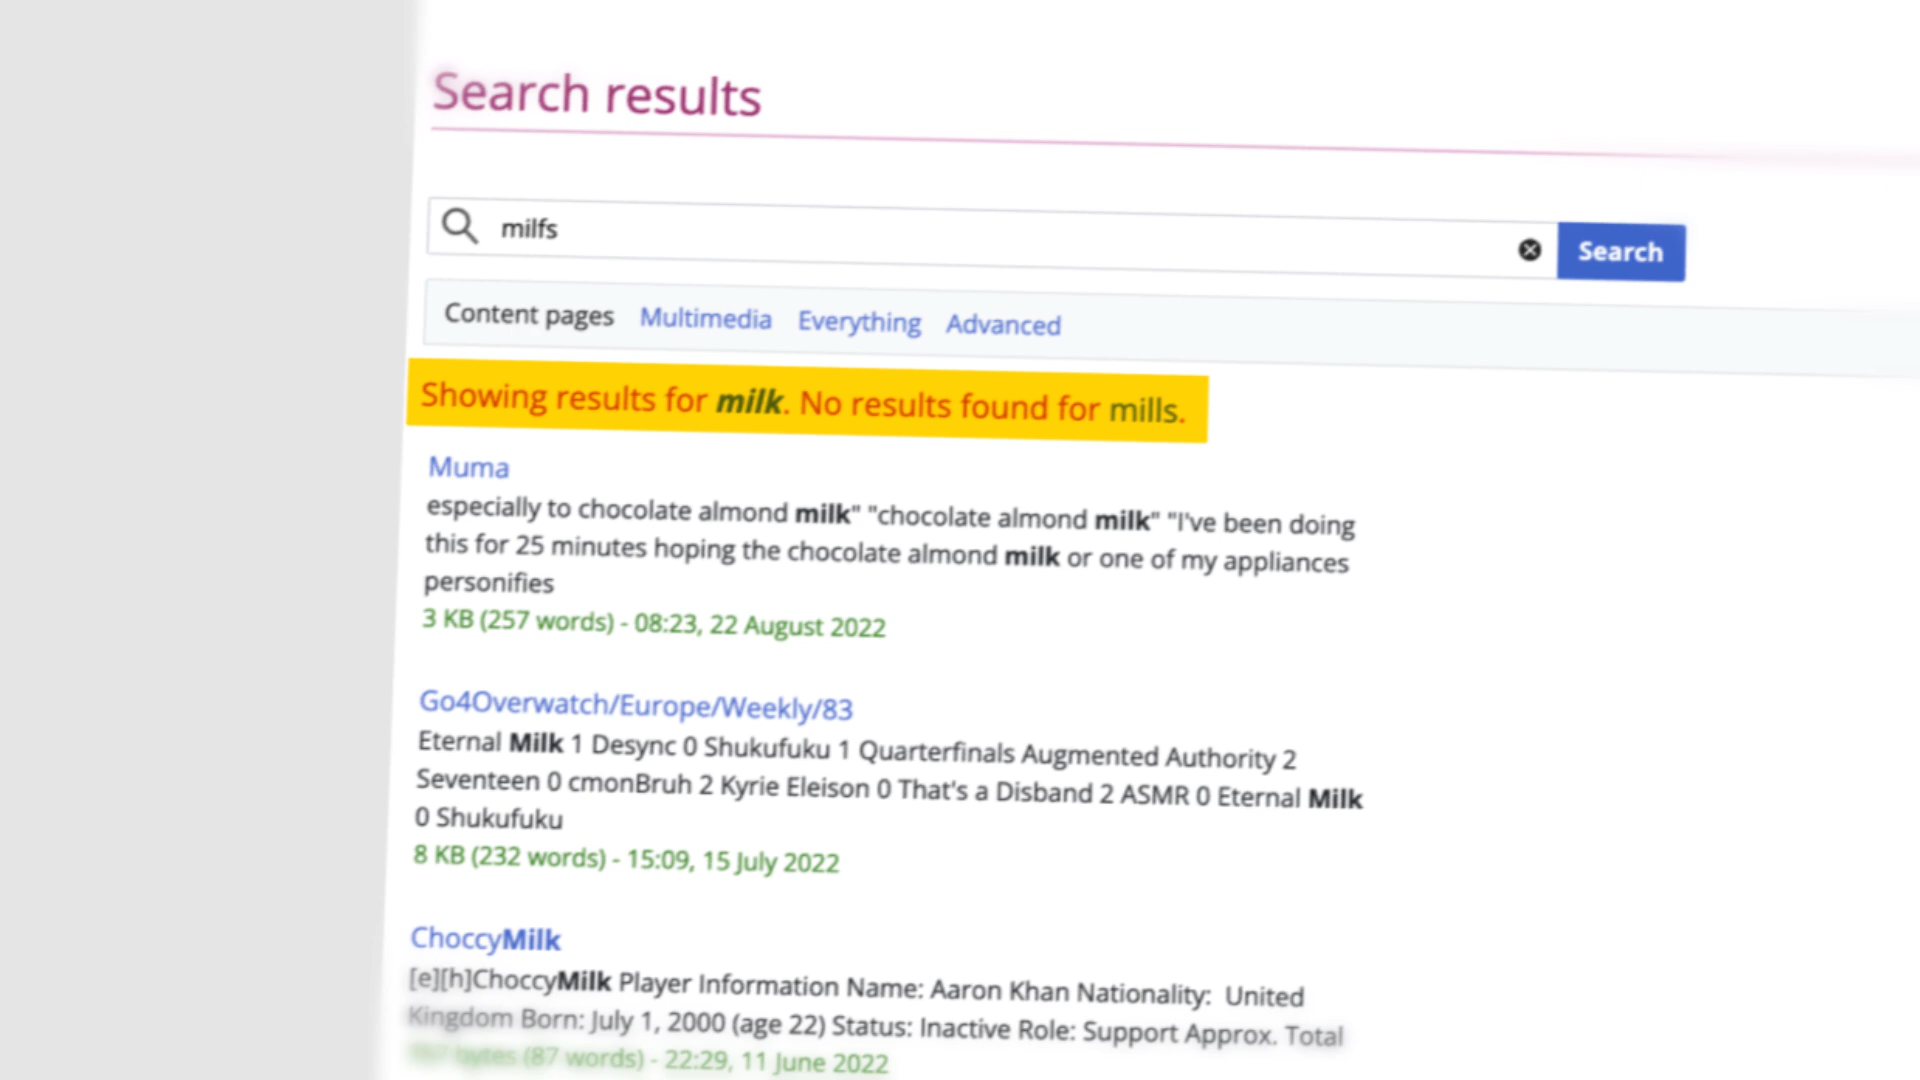 Search results
milfs
Search
Content pages Multimedia Everything Advanced
Showing results for milk. No results found for mills.
Muma
especially to chocolate almond milk" "chocolate almond milk" "I've been doing
this for 25 minutes hoping the chocolate almond milk or one of my appliances
personifies
3 KB (257 words) - 08:23, 22 August 2022
Go4Overwatch/Europe/Weekly/83
Eternal Milk 1 Desync 0 Shukufuku 1 Quarterfinals Augmented Authority 2
Seventeen 0 cmonBruh 2 Kyrie Eleison 0 That's a Disband 2 ASMR 0 Eternal Milk
0 Shukufuku
8 KB (232 words) - 15:09, 15 July 2022
ChoccyMilk
[e][h]ChoccyMilk Player Information Name: Aaron Khan Nationality: United
Kingdom Born: July 1, 2000 (age 22) Status: Inactive Role: Support Approx. Total
bytes (87 words) - 22:29, 11 June 2022